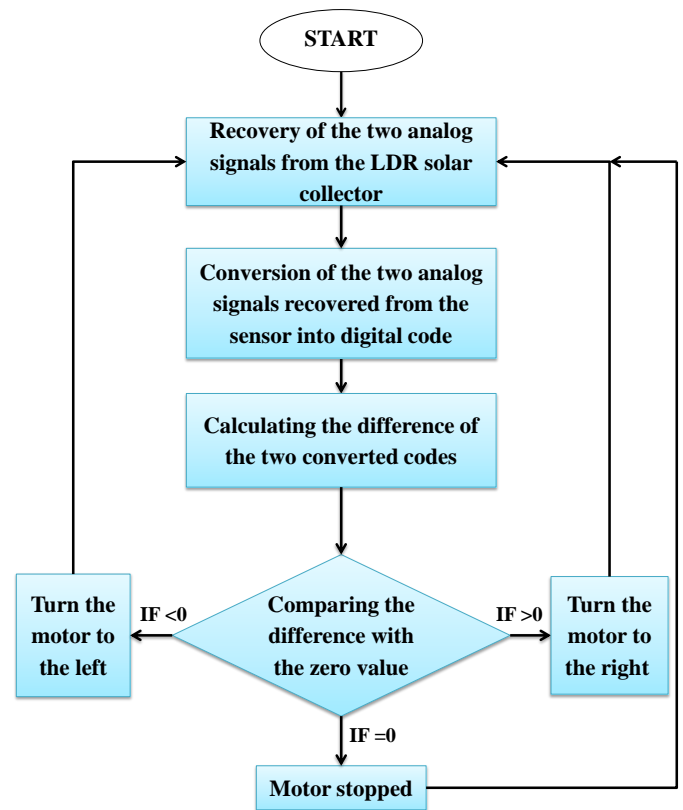 START
Recovery of the two analog
signals from the LDR solar
collector
Conversion of the two analog
signals recovered from the
sensor into digital code
Calculating the difference of
the two converted codes
Turn the
motor to
the left
IF <0
Comparing the
difference with
the zero value
IF >0
Turn the
motor to
the right
IF =0
Motor stopped